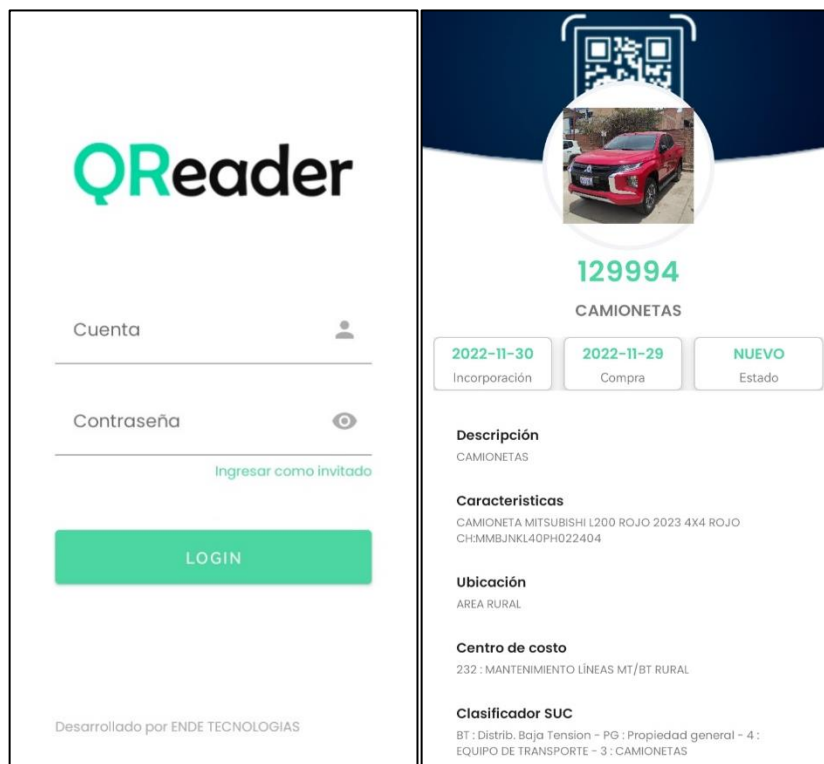 QReader
Cuenta
Contraseña
Ingresar como invitado
LOGIN
Desarrollado por ENDE TECNOLOGIAS
129994
CAMIONETAS
2022-11-30
Incorporación
2022-11-29
Compra
NUEVO
Estado
Descripción
CAMIONETAS
Caracteristicas
CAMIONETA MITSUBISHI L200 ROJO 2023 4X4 ROJO
CH:MMBJNKL40PH022404
Ubicación
AREA RURAL
Centro de costo
232 : MANTENIMIENTO LÍNEAS MT/BT RURAL
Clasificador SUC
BT : Distrib. Baja Tension - PG : Propiedad general - 4 :
EQUIPO DE TRANSPORTE - 3 : CAMIONETAS